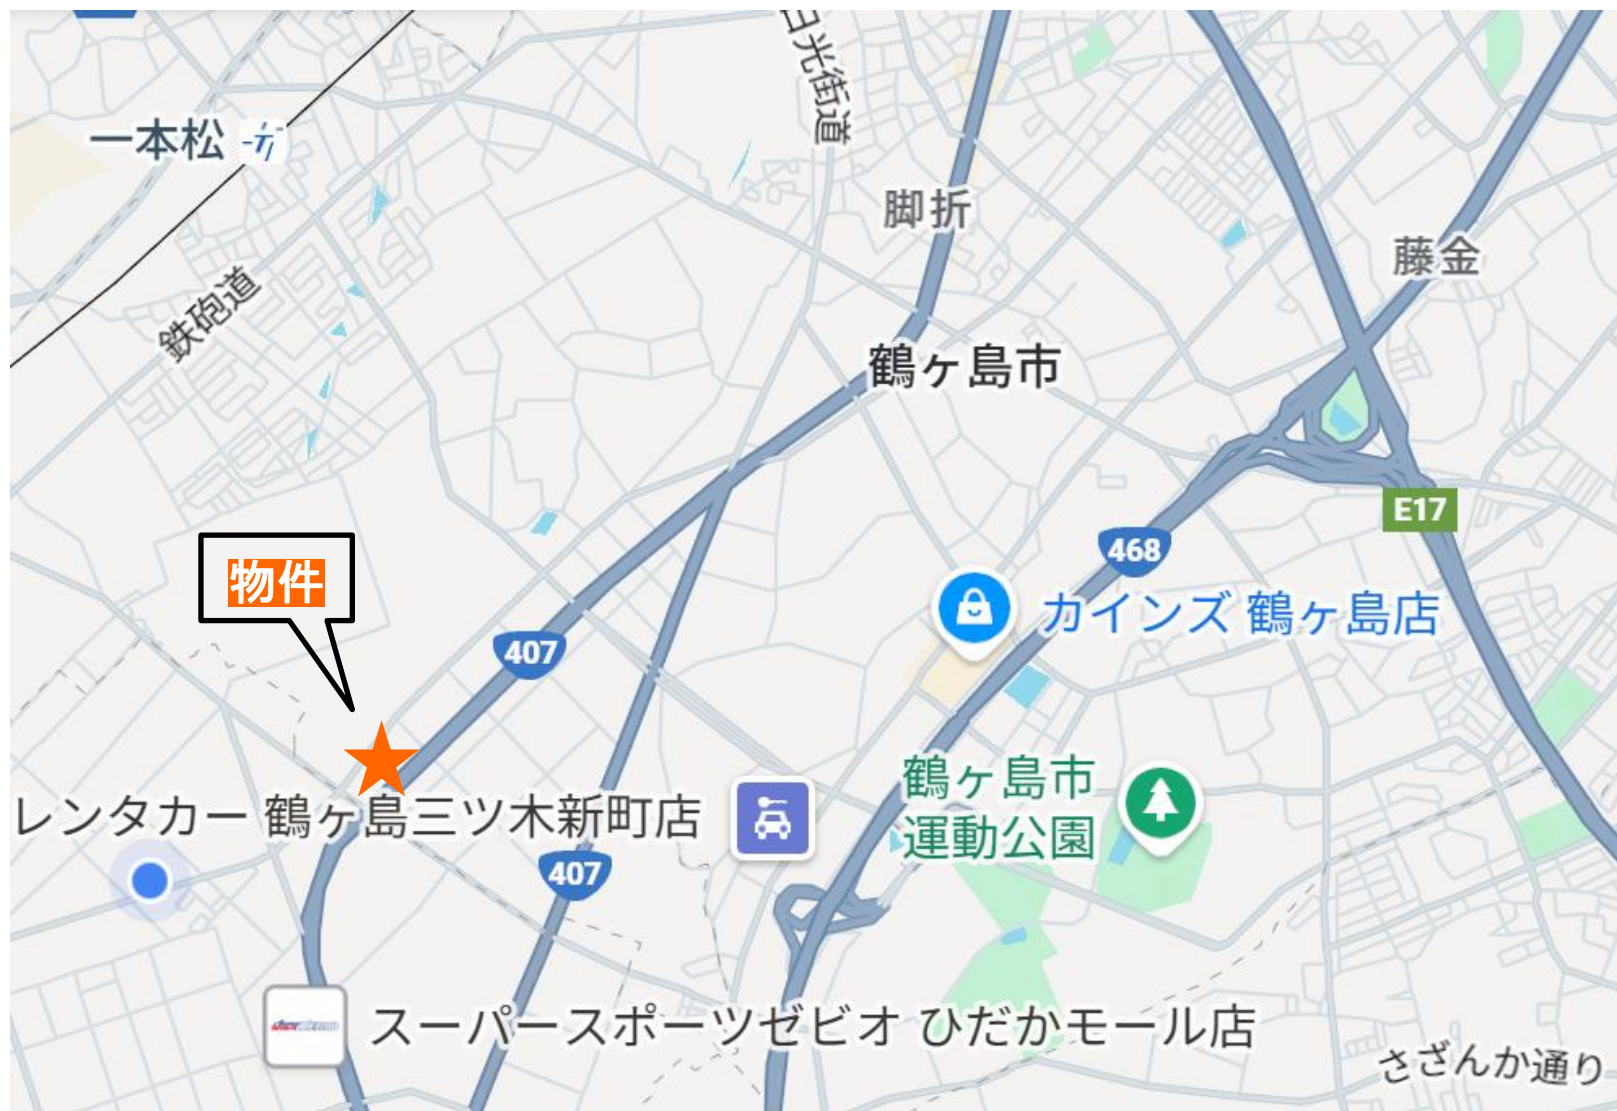 日光街道
一本松
脚折
藤金
鉄砲道
鶴ヶ島市
E17
468
物件
カインズ 鶴ヶ島店
407
鶴ヶ島市
運動公園
レンタカー 鶴ヶ島三ツ木新町店
407
スーパースポーツゼビオ ひだかモール店
さざんか通り